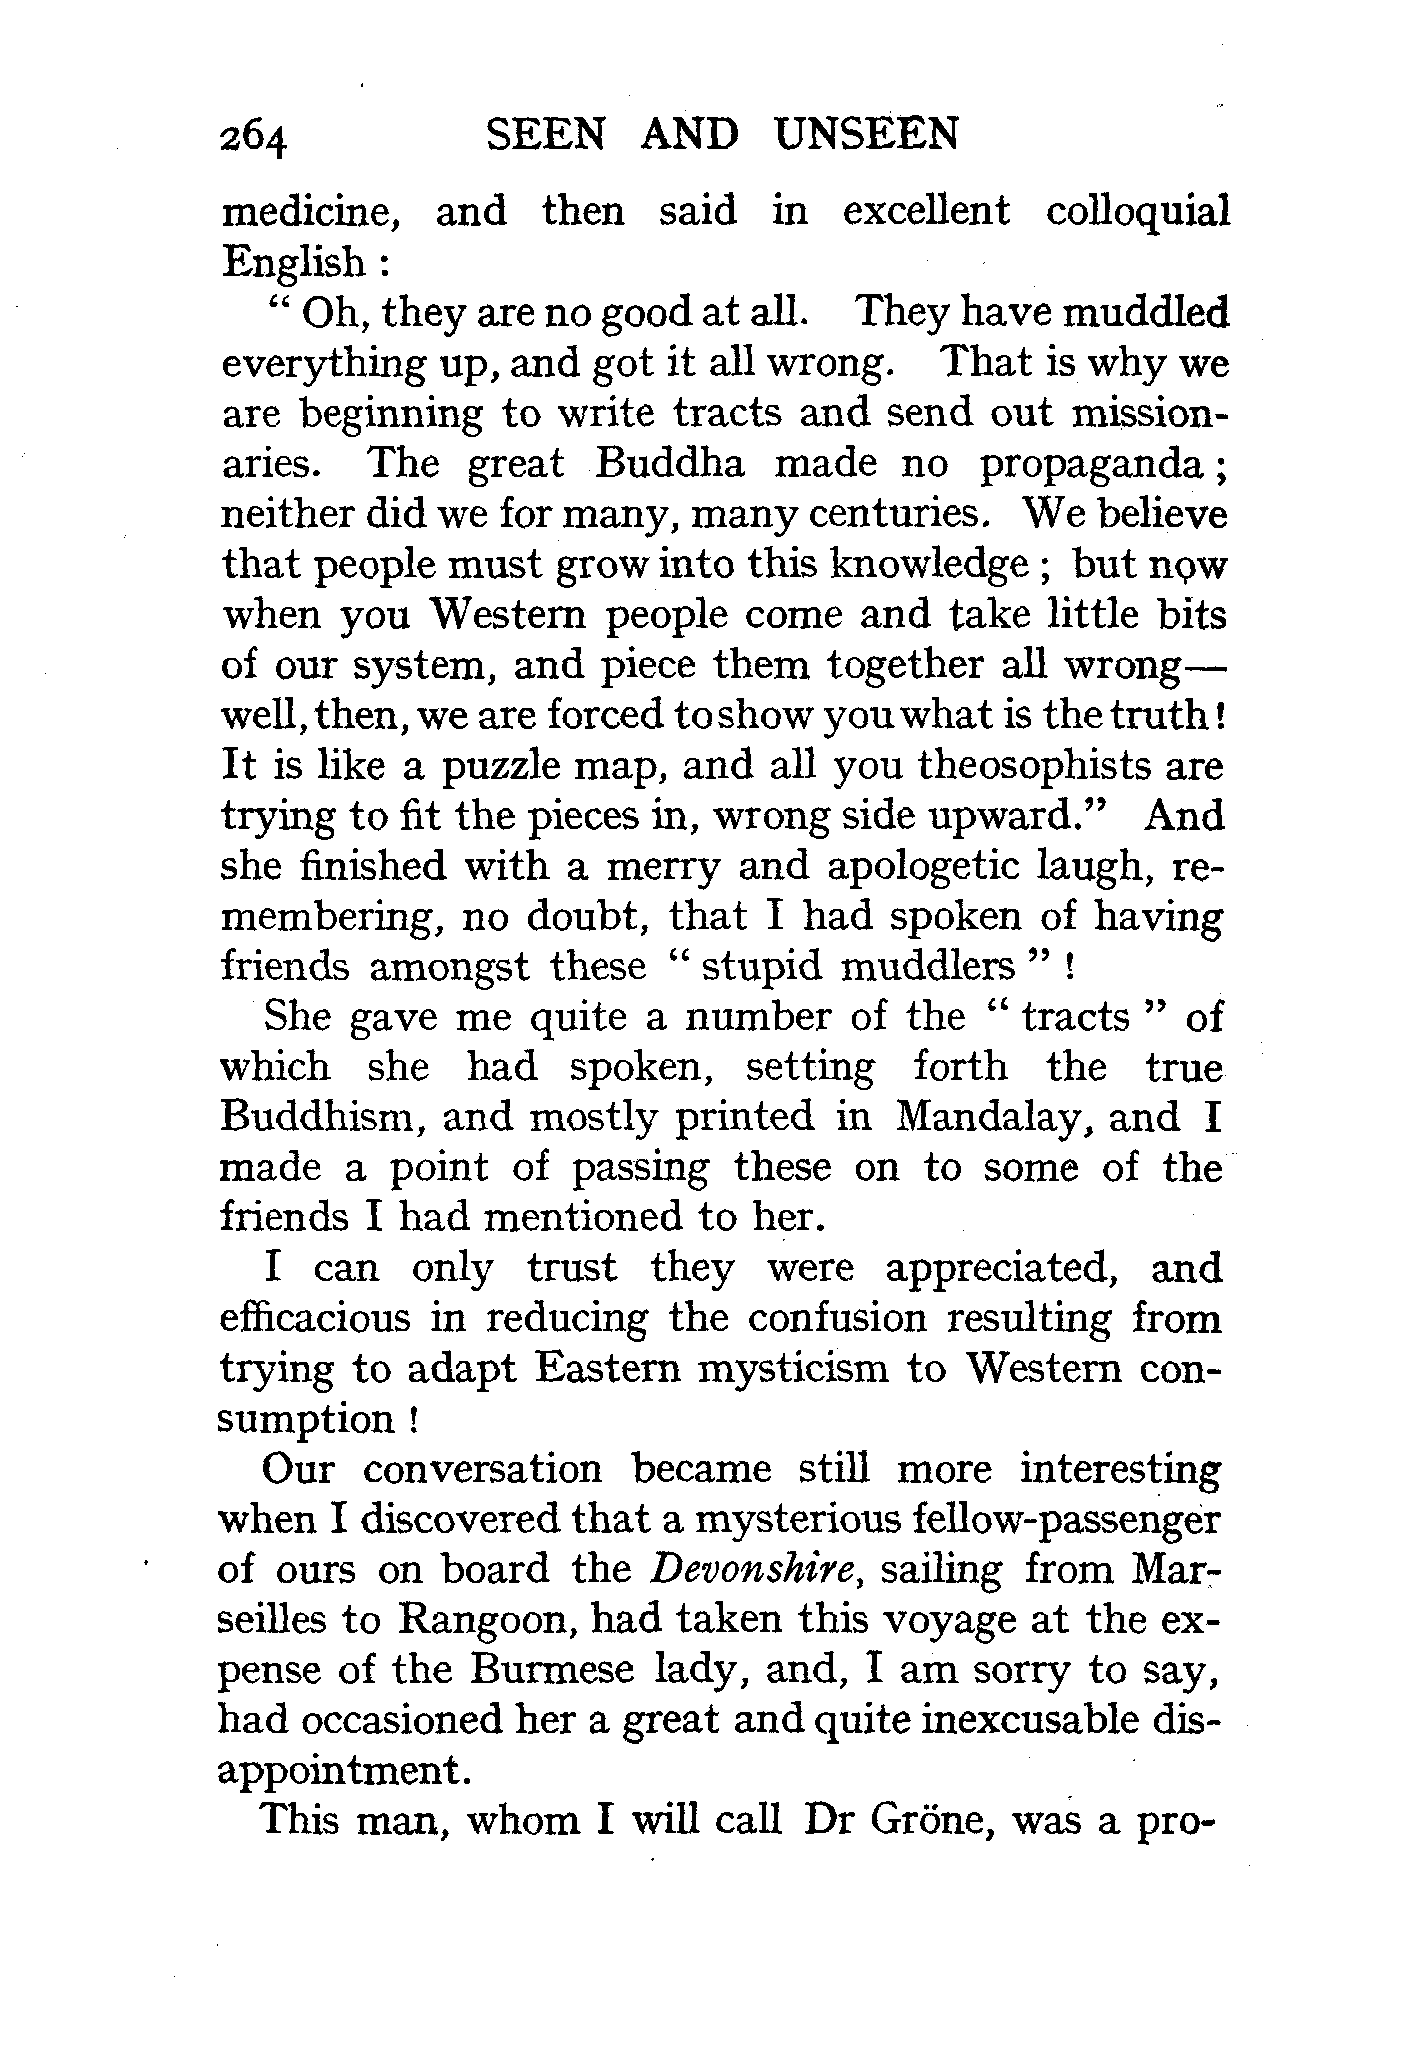 264 SEEN AND UNSEEN
medicine, and then said in excellent colloquial
English :
“ Oh, they are no good at all. They have muddled
everything up, and got it all wrong. That is why we
are beginning to write tracts and send out mission-
aries. The great Buddha made no propaganda ;
neither did we for many, many centuries. We believe
that people must grow into this knowledge ; but now
when you Western people come and take little bits
of our system, and piece them together all wrong—
well, then, we are forced to show you what is the truth !
It is like a puzzle map, and all you theosophists are
trying to fit the pieces in, wrong side upward.” And
she finished with a merry and apologetic laugh, re-
membering, no doubt, that I had spoken of having
friends amongst these “ stupid muddlers ” !
She gave me quite a number of the “ tracts ” of
which she had spoken, setting forth the true
Buddhism, and mostly printed in Mandalay, and I
made a point of passing these on to some of the
friends I had mentioned to her.
I can only trust they were appreciated, and
efficacious in reducing the confusion resulting from
trying to adapt Eastern mysticism to Western con-
sumption !
Our conversation became still more interesting
when I discovered that a mysterious fellow-passenger
of ours on board the Devonshire, sailing from Mar-
seilles to Rangoon, had taken this voyage at the ex-
pense of the Burmese lady, and, I am sorry to say,
had occasioned her a great and quite inexcusable dis-
appointment.
This man, whom I will call Dr Gröne, was a pro-